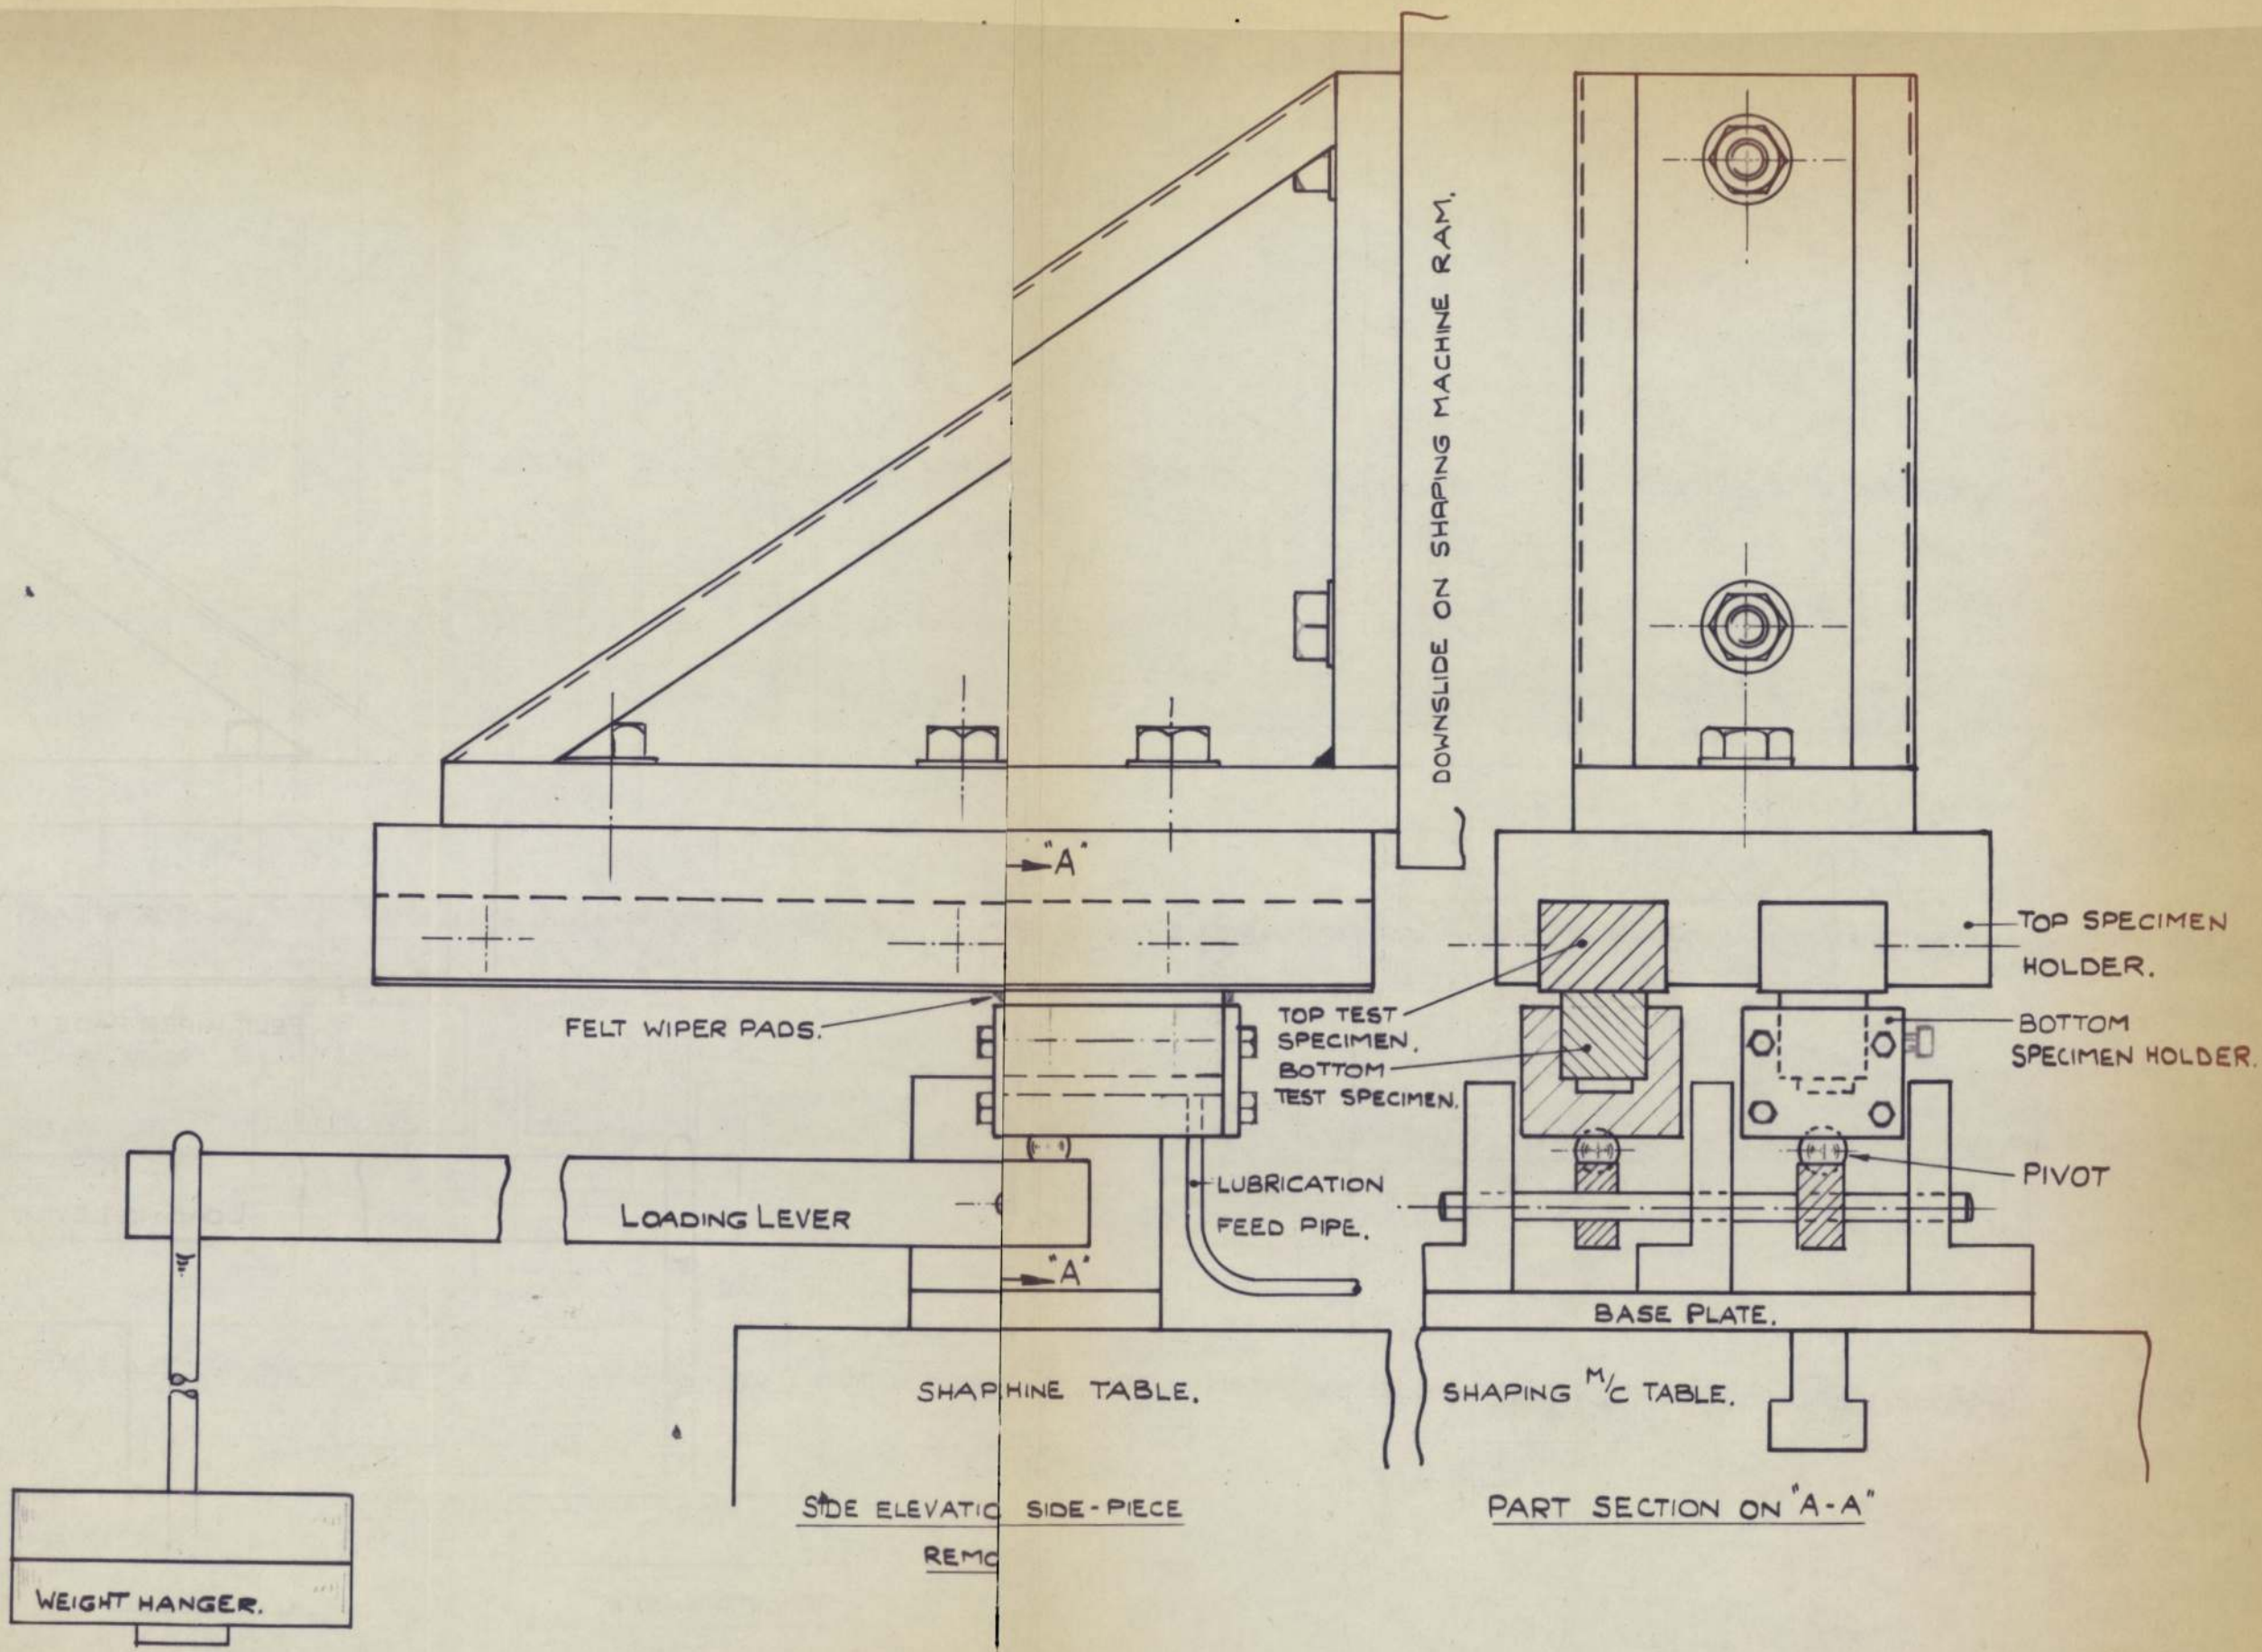 DOWNSLIDE ON SHAPING MACHINE RAM.
"A"
TOP SPECIMEN
HOLDER.
FELT WIPER PADS.
TOP TEST
SPECIMEN.
BOTTOM
TEST SPECIMEN.
BOTTOM
SPECIMEN HOLDER.
PIVOT
LUBRICATION
FEED PIPE.
LOADING LEVER
"A"
BASE PLATE.
SHAPHINE TABLE.
SHAPING M/C TABLE.
SIDE ELEVATIO SIDE-PIECE
REMO
PART SECTION ON "A-A"
WEIGHT HANGER.